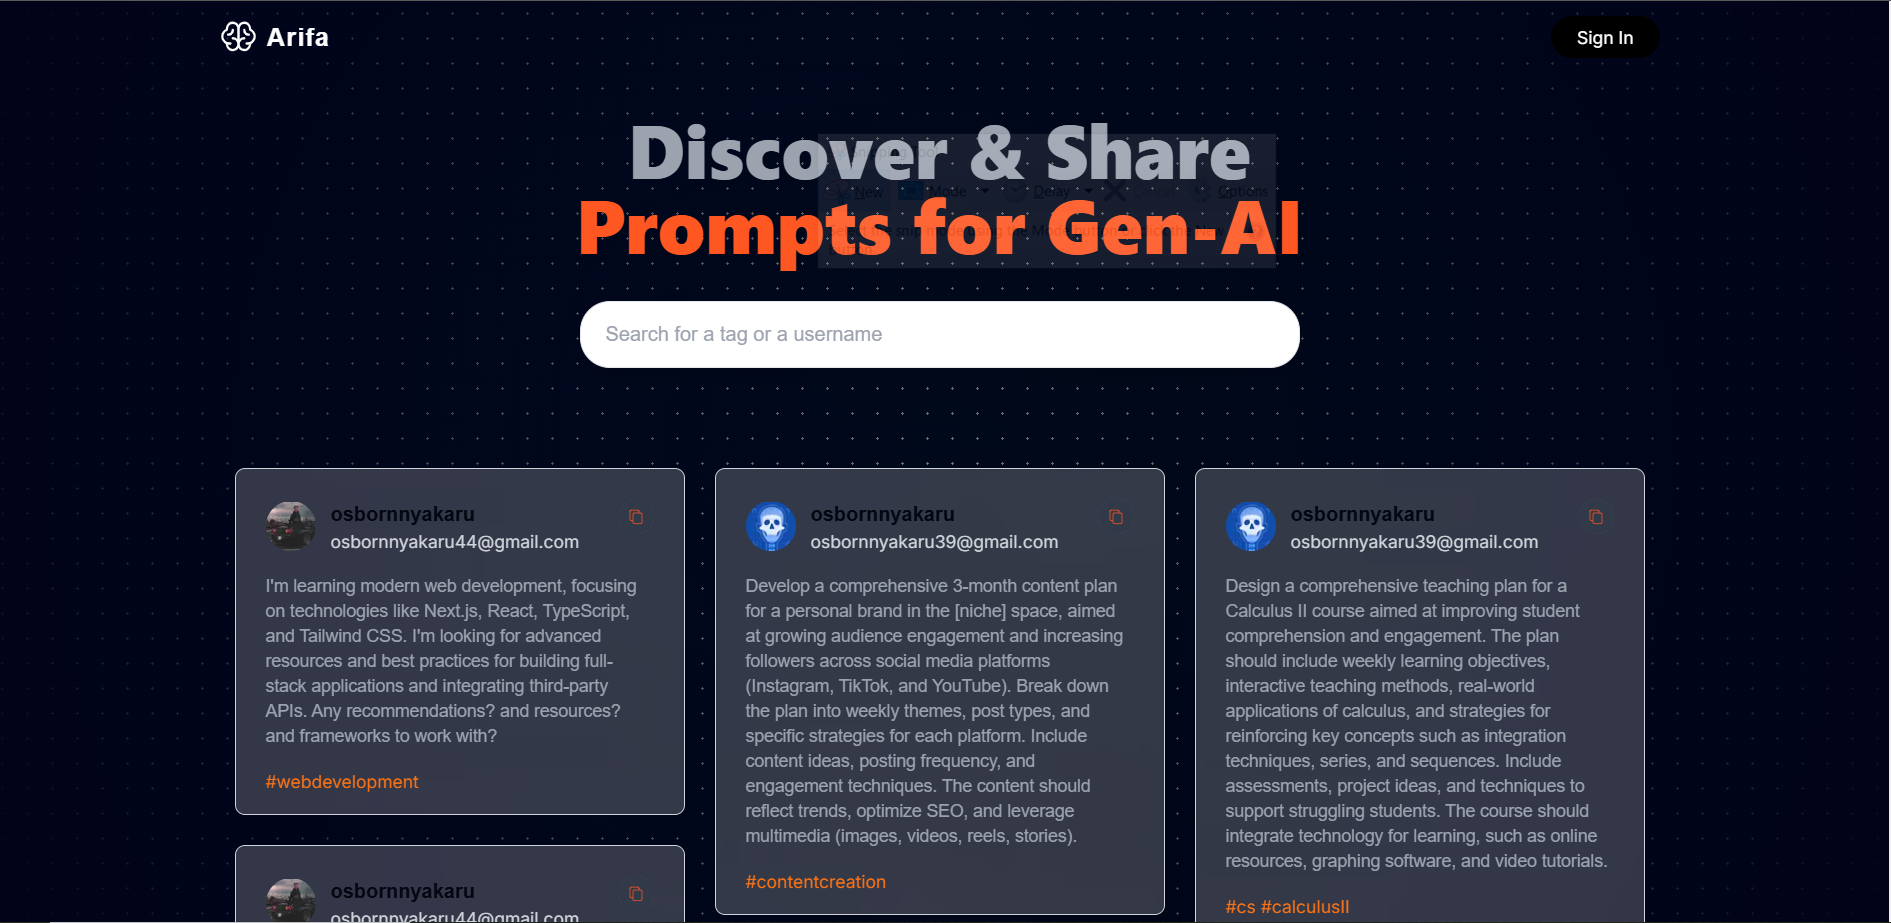 Arifa
Sign In
Discover & Share
New Mode Delay Options
Prompts for Gen-AI
Search for a tag or a username
osbornnyakaru
osbornnyakaru44@gmail.com
I'm learning modern web development, focusing
on technologies like Next.js, React, TypeScript,
and Tailwind CSS. I'm looking for advanced
resources and best practices for building full-
stack applications and integrating third-party
APIs. Any recommendations? and resources?
and frameworks to work with?
#webdevelopment
osbornnyakaru
osbornnyakaru44@gmail.com
osbornnyakaru
osbornnyakaru39@gmail.com
Develop a comprehensive 3-month content plan
for a personal brand in the [niche] space, aimed
at growing audience engagement and increasing
followers across social media platforms
(Instagram, TikTok, and YouTube). Break down
the plan into weekly themes, post types, and
specific strategies for each platform. Include
content ideas, posting frequency, and
engagement techniques. The content should
reflect trends, optimize SEO, and leverage
multimedia (images, videos, reels, stories).
#contentcreation
osbornnyakaru
osbornnyakaru39@gmail.com
Design a comprehensive teaching plan for a
Calculus II course aimed at improving student
comprehension and engagement. The plan
should include weekly learning objectives,
interactive teaching methods, real-world
applications of calculus, and strategies for
reinforcing key concepts such as integration
techniques, series, and sequences. Include
assessments, project ideas, and techniques to
support struggling students. The course should
integrate technology for learning, such as online
resources, graphing software, and video tutorials.
#cs #calculusII